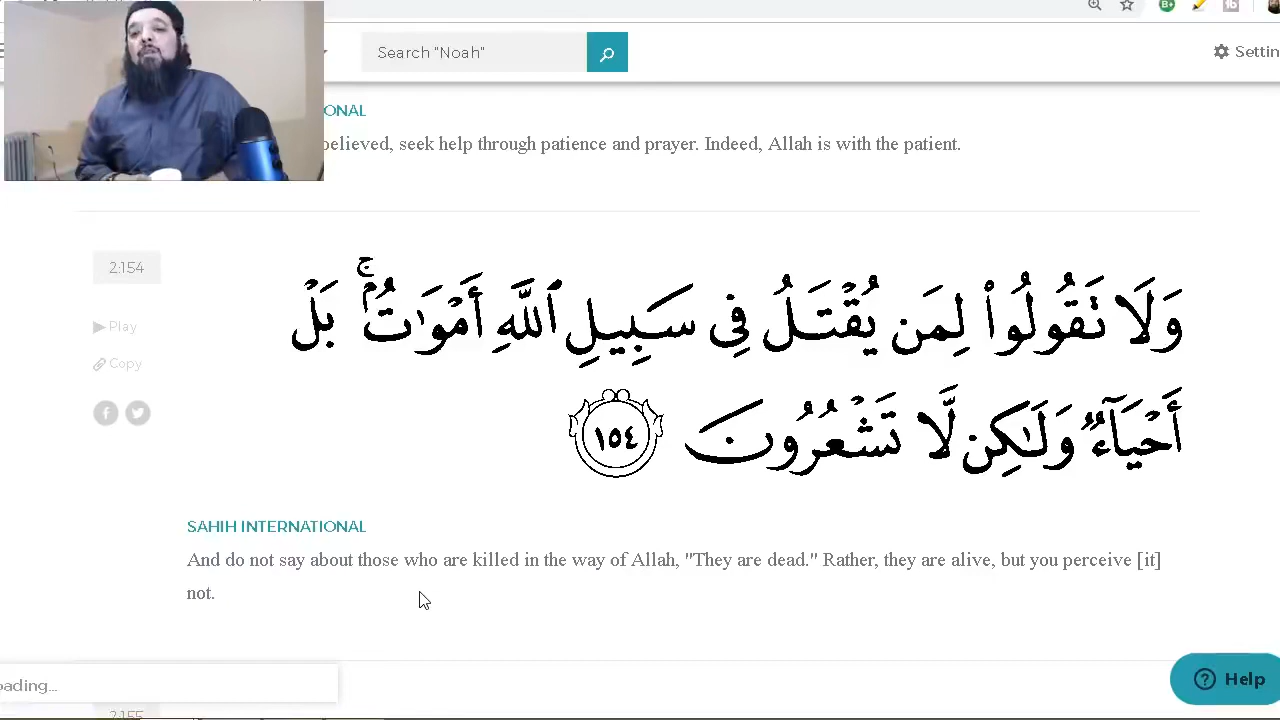 Search "Noah"
Settin
ONAL
believed, seek help through patience and prayer. Indeed, Allah is with the patient.
2:154
وَلَا تَقُولُوا۟ لِمَن يُقْتَلُ فِى سَبِيلِ ٱللَّهِ أَمْوَٰتٌۢ ۚ بَلْ
أَحْيَآءٌ وَلَـٰكِن لَّا تَشْعُرُونَ ١٥٤
Play
Copy
SAHIH INTERNATIONAL
And do not say about those who are killed in the way of Allah, "They are dead." Rather, they are alive, but you perceive [it]
not.
oading...
Help
2:155